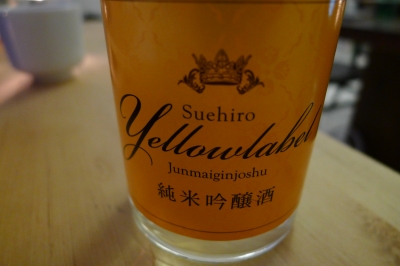 Suehiro
Yellowlabel
Junmaiginjoshu
純米吟醸酒